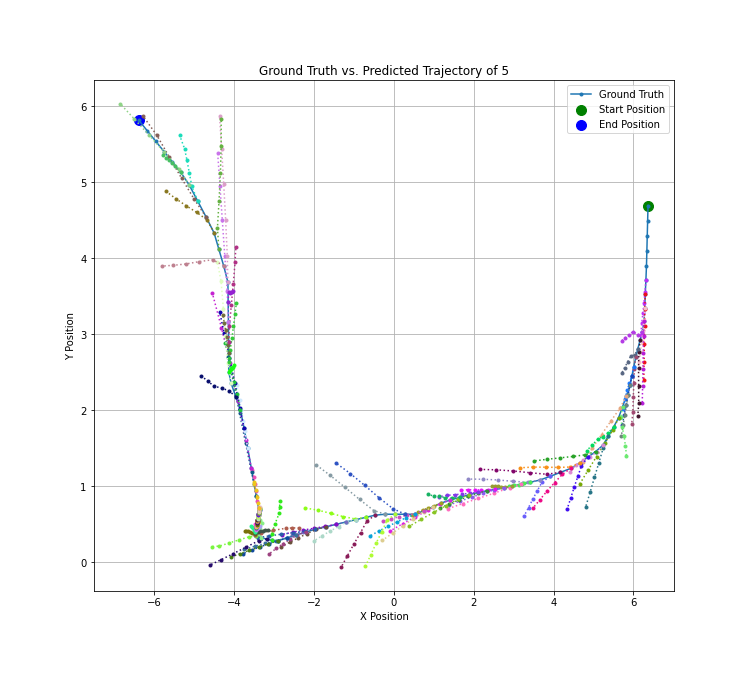 Ground Truth vs. Predicted Trajectory of 5
Ground Truth
Start Position
End Position
Y Position
6
5
4
3
2
1
0
−6
−4
−2
0
2
4
6
X Position